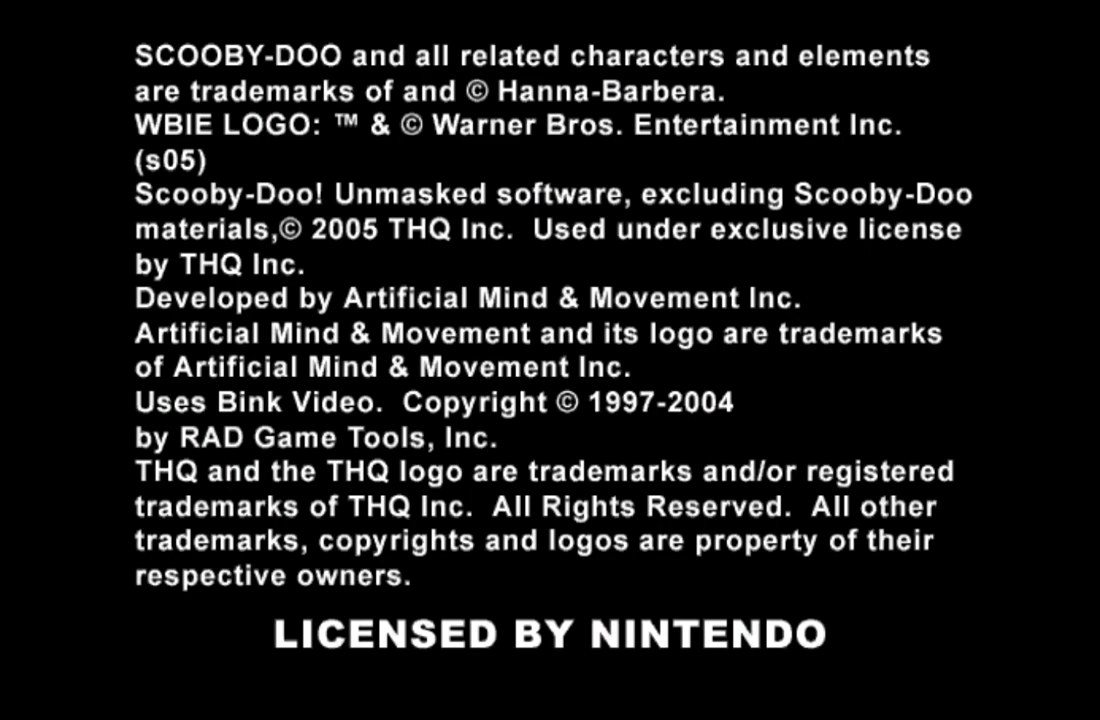 SCOOBY-DOO and all related characters and elements
are trademarks of and © Hanna-Barbera.
WBIE LOGO: ™ & © Warner Bros. Entertainment Inc.
(s05)
Scooby-Doo! Unmasked software, excluding Scooby-Doo
materials,© 2005 THQ Inc.  Used under exclusive license
by THQ Inc.
Developed by Artificial Mind & Movement Inc.
Artificial Mind & Movement and its logo are trademarks
of Artificial Mind & Movement Inc.
Uses Bink Video.  Copyright © 1997-2004
by RAD Game Tools, Inc.
THQ and the THQ logo are trademarks and/or registered
trademarks of THQ Inc.  All Rights Reserved.  All other
trademarks, copyrights and logos are property of their
respective owners.
LICENSED BY NINTENDO